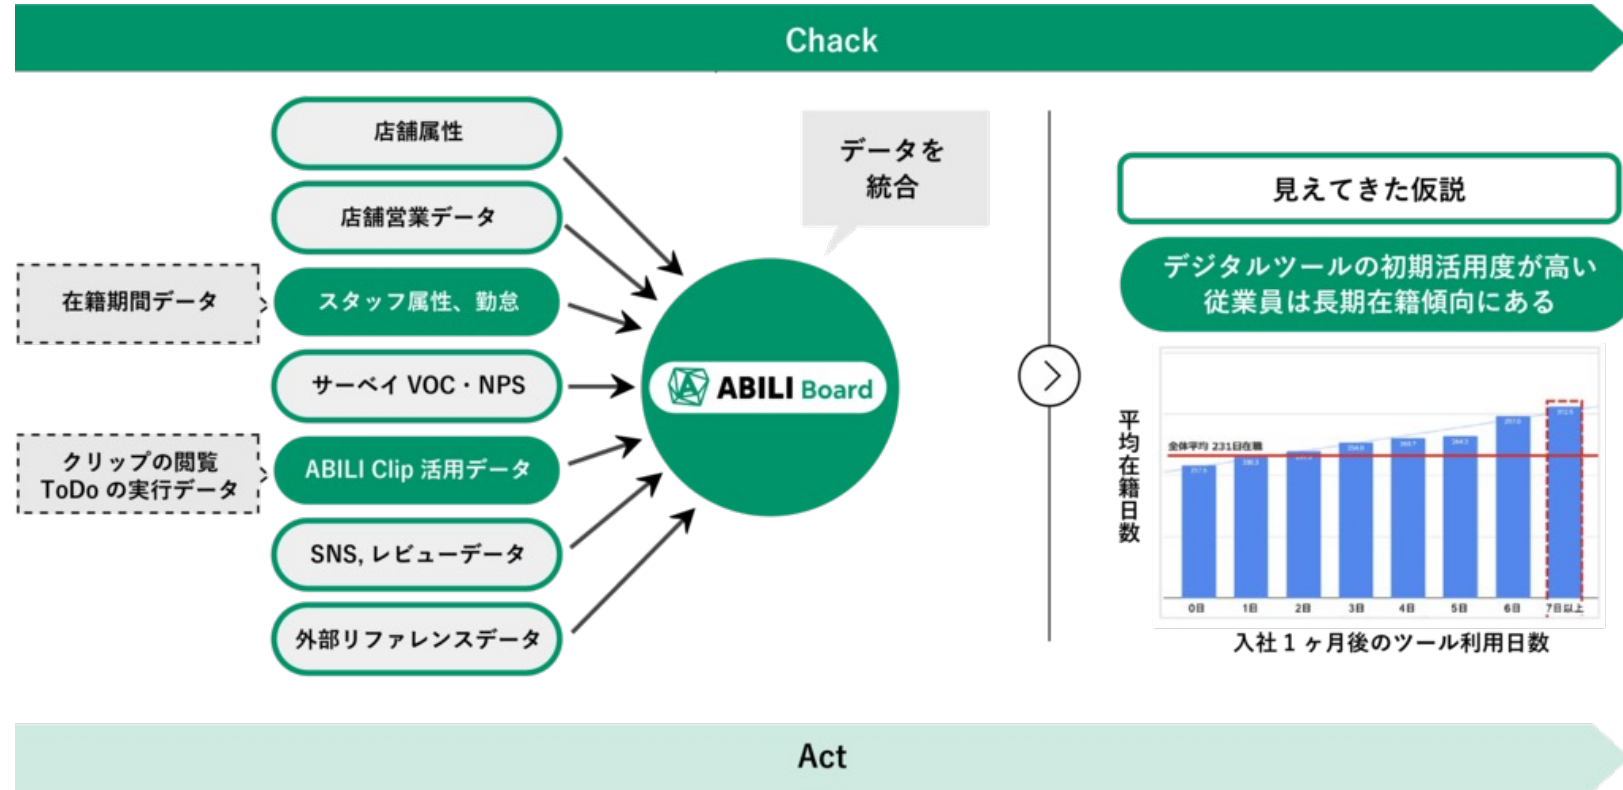 Chack
店舗属性
店舗営業データ
在籍期間データ
スタッフ属性、勤怠
サーベイ VOC・NPS
クリップの閲覧
ToDo の実行データ
ABILI Clip 活用データ
SNS, レビューデータ
外部リファレンスデータ
データを
統合
ABILI Board
見えてきた仮説
デジタルツールの初期活用度が高い
従業員は長期在籍傾向にある
平均在籍日数
全体平均 231日在籍
0日 1日 2日 3日 4日 5日 6日 7日以上
入社 1 ヶ月後のツール利用日数
Act